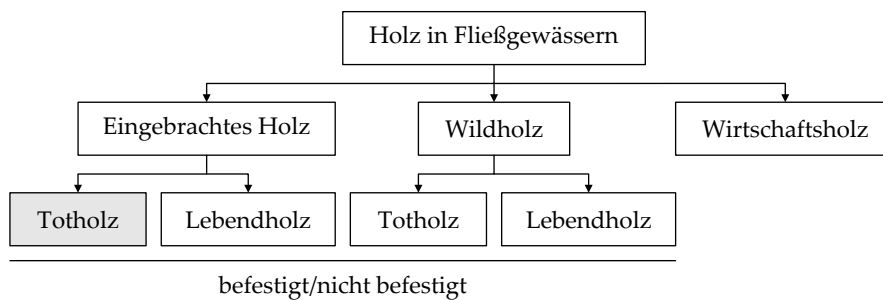 Holz in Fließgewässern
Eingebrachtes Holz
Wildholz
Wirtschaftsholz
Totholz
Lebendholz
Totholz
Lebendholz
befestigt/nicht befestigt